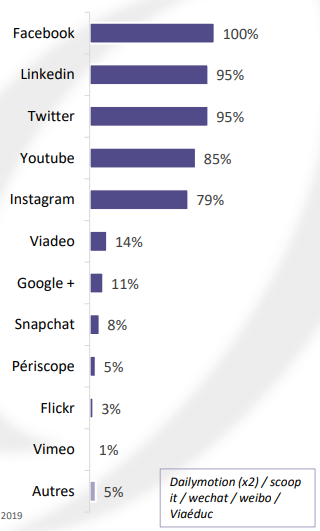 Facebook 100%
Linkedin 95%
Twitter 95%
Youtube 85%
Instagram 79%
Viadeo 14%
Google + 11%
Snapchat 8%
Périscope 5%
Flickr 3%
Vimeo 1%
Autres 5%
Dailymotion (x2) / scoop
it / wechat / weibo /
Viaéduc
2019